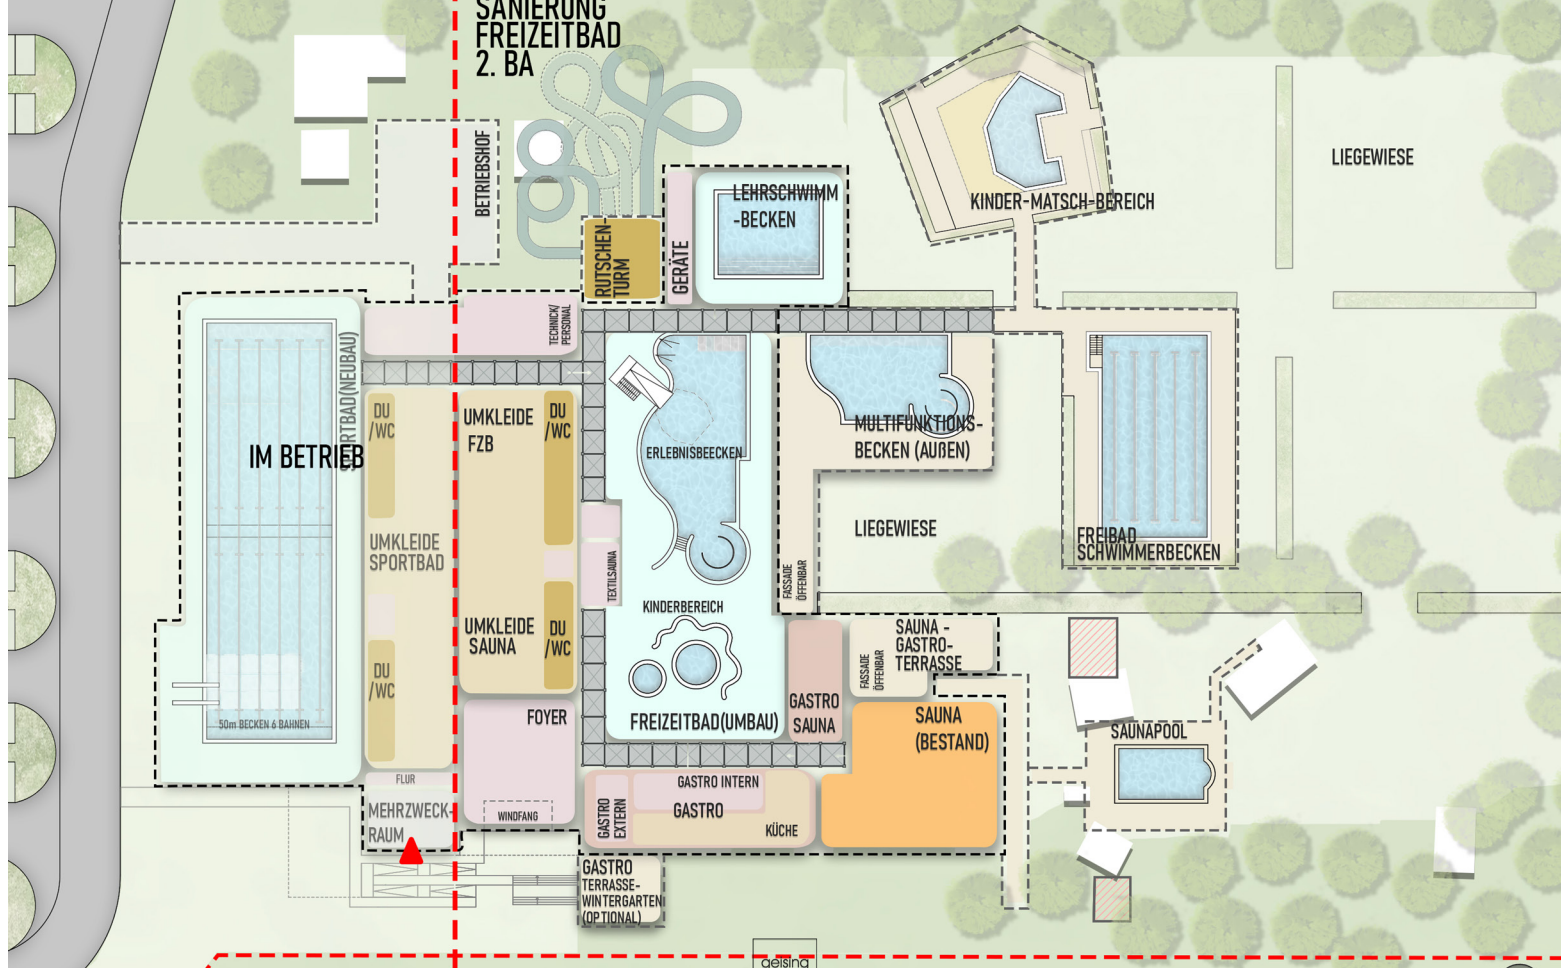 SANIERUNG
FREIZEITBAD
2. BA
BETRIEBSHOF
RUTSCHEN-
TURM
GERÄTE
LEHRSCHWIMM
-BECKEN
KINDER-MATSCH-BEREICH
LIEGEWIESE
TECHNICK/
PERSONAL
SPORTBAD(NEUBAU)
IM BETRIEB
DU
/WC
UMKLEIDE
FZB
DU
/WC
ERLEBNISBEECKEN
MULTIFUNKTIONS-
BECKEN (AUßEN)
LIEGEWIESE
FREIBAD
SCHWIMMERBECKEN
UMKLEIDE
SPORTBAD
TEXTILSAUNA
FASSADE
ÖFFENBAR
KINDERBEREICH
UMKLEIDE
SAUNA
DU
/WC
DU
/WC
SAUNA -
GASTRO-
TERRASSE
FASSADE
ÖFFENBAR
GASTRO
SAUNA
50m BECKEN 6 BAHNEN
FOYER
FREIZEITBAD(UMBAU)
SAUNA
(BESTAND)
SAUNAPOOL
FLUR
MEHRZWECK-
RAUM
WINDFANG
GASTRO
EXTERN
GASTRO INTERN
GASTRO
KÜCHE
GASTRO
TERRASSE-
WINTERGARTEN
(OPTIONAL)
geising